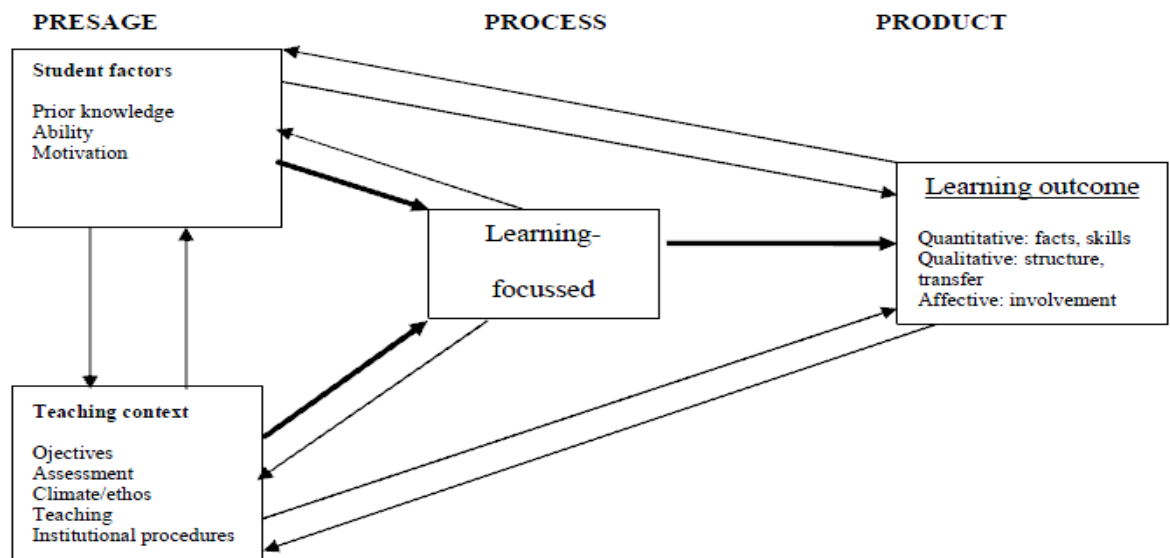 PRESAGE PROCESS PRODUCT
Student factors
Prior knowledge
Ability
Motivation
Learning-
focussed
Learning outcome
Quantitative: facts, skills
Qualitative: structure,
transfer
Affective: involvement
Teaching context
Ojectives
Assessment
Climate/ethos
Teaching
Institutional procedures